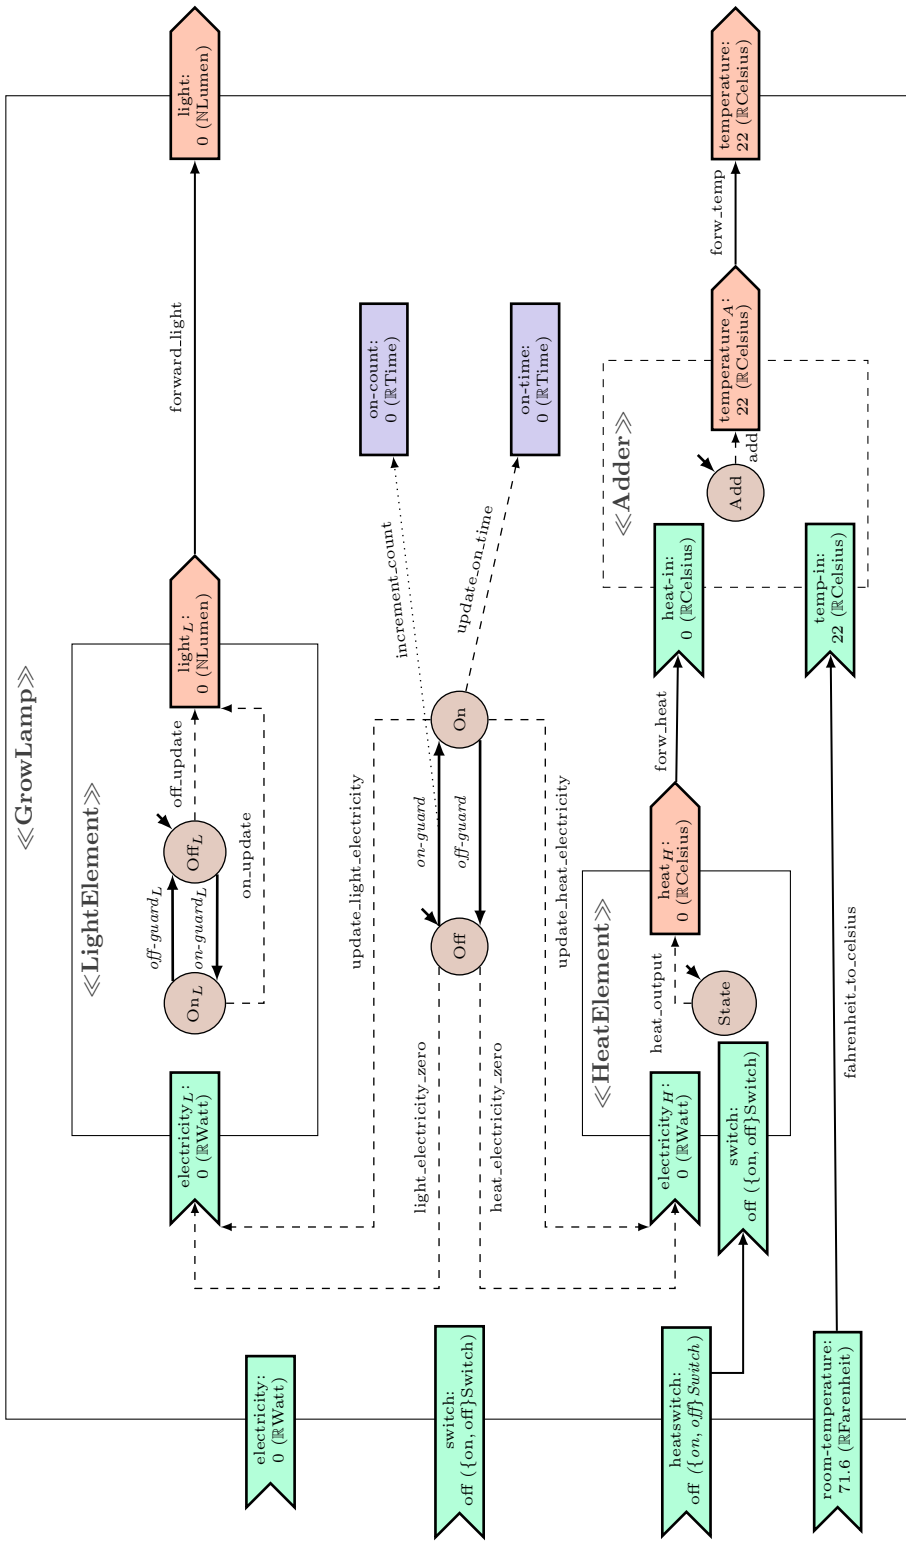 ≪GrowLamp≫
≪LightElement≫
electricity_L:
0 (ℝWatt)
On_L
Off_L
off-guard_L
on-guard_L
off_update
on_update
light_L:
0 (ℕLumen)
forward_light
light:
0 (ℕLumen)
electricity:
0 (ℝWatt)
switch:
off ({on, off}Switch)
update_light_electricity
light_electricity_zero
heat_electricity_zero
update_heat_electricity
Off
On
on-guard
off-guard
increment_count
update_on_time
on-count:
0 (ℝTime)
on-time:
0 (ℝTime)
≪HeatElement≫
electricity_H:
0 (ℝWatt)
switch:
off ({on, off}Switch)
heat_output
State
heat_H:
0 (ℝCelsius)
forw_heat
heatswitch:
off ({on, off}Switch)
room-temperature:
71.6 (ℝFarenheit)
fahrenheit_to_celsius
≪Adder≫
heat-in:
0 (ℝCelsius)
temp-in:
22 (ℝCelsius)
Add
add
temperature_A:
22 (ℝCelsius)
forw_temp
temperature:
22 (ℝCelsius)